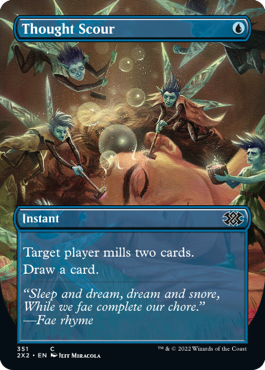 Thought Scour
Instant
Target player mills two cards.
Draw a card.
“Sleep and dream, dream and snore,
While we fae complete our chore.”
—Fae rhyme
351 C
2X2 • EN Jeff Miracola
™ & © 2022 Wizards of the Coast